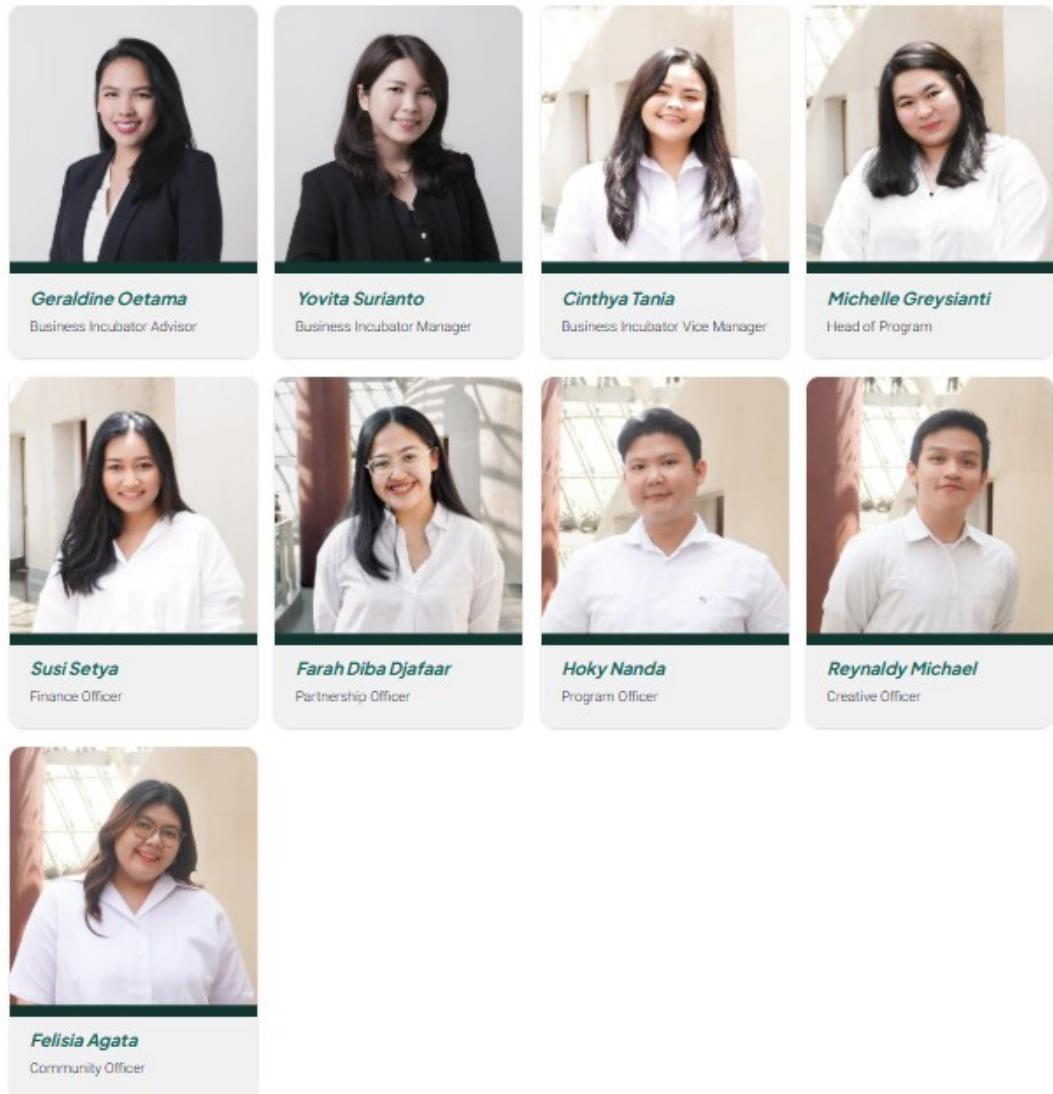 Geraldine Oetama
Business Incubator Advisor
Yovita Surianto
Business Incubator Manager
Cinthya Tania
Business Incubator Vice Manager
Michelle Greysianti
Head of Program
Susi Setya
Finance Officer
Farah Diba Djafaar
Partnership Officer
Hoky Nanda
Program Officer
Reynaldy Michael
Creative Officer
Felisia Agata
Community Officer